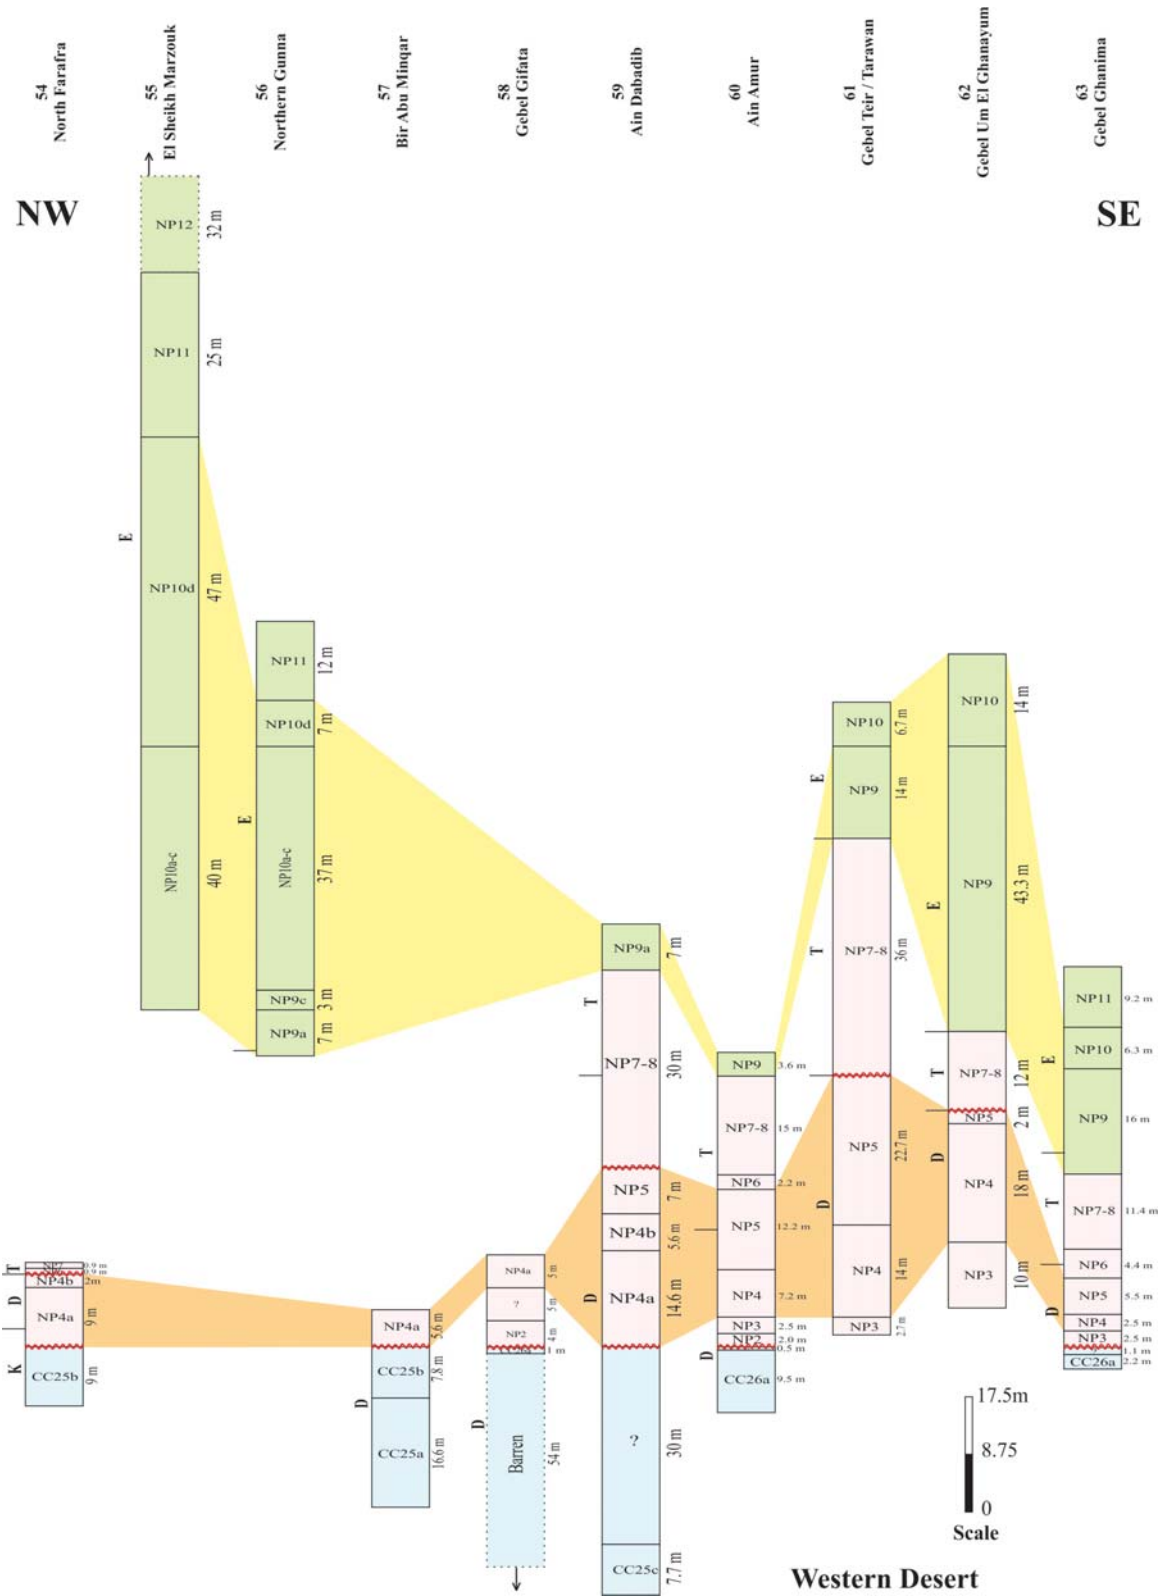 54
North Farafra
55
El Sheikh Marzouk
56
Northern Gunna
57
Bir Abu Minqar
58
Gebel Gifata
59
Ain Dabadib
60
Ain Amur
61
Gebel Teir / Tarawan
62
Gebel Um El Ghanayum
63
Gebel Ghanima
NW
SE
T
D
K
NP7
0.9 m
0.9 m
NP4b
2m
NP4a
9 m
CC25b
9 m
E
NP12
32 m
NP11
25 m
NP10d
47 m
NP10a-c
40 m
E
NP11
12 m
NP10d
7 m
NP10a-c
37 m
NP9c
3 m
NP9a
7 m
D
NP4a
5.6 m
CC25b
7.8 m
CC25a
16.6 m
D
NP4a
5 m
?
5 m
NP2
4 m
CC26a
1 m
Barren
54 m
T
D
NP9a
7 m
NP7-8
30 m
NP5
7 m
NP4b
5.6 m
NP4a
14.6 m
?
30 m
CC25c
7.7 m
T
D
NP9
3.6 m
NP7-8
15 m
NP6
2.2 m
NP5
12.2 m
NP4
7.2 m
NP3
2.5 m
NP2
2.0 m
0.5 m
CC26a
9.5 m
E
T
D
NP10
6.7 m
NP9
14 m
NP7-8
36 m
NP5
22.7 m
NP4
14 m
NP3
2.7 m
E
T
D
NP10
14 m
NP9
43.3 m
NP7-8
12 m
NP5
2 m
NP4
18 m
NP3
10 m
E
T
D
NP11
9.2 m
NP10
6.3 m
NP9
16 m
NP7-8
11.4 m
NP6
4.4 m
NP5
5.5 m
NP4
2.5 m
NP3
2.5 m
1.1 m
CC26a
2.2 m
17.5m
8.75
0
Scale
Western Desert